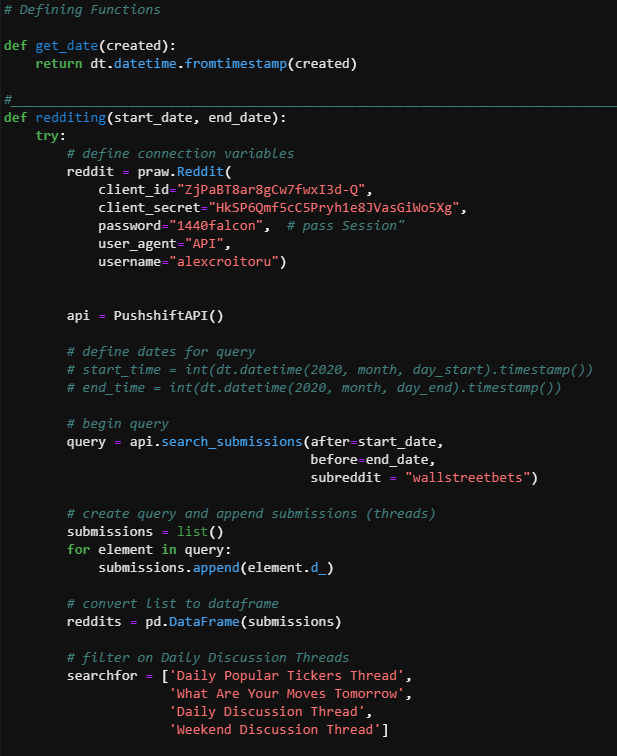 # Defining Functions
def get_date(created):
    return dt.datetime.fromtimestamp(created)
#______________________________________________________________________________
def redditing(start_date, end_date):
    try:
        # define connection variables
        reddit = praw.Reddit(
            client_id="ZjPaBT8ar8gCw7fwxI3d-Q",
            client_secret="HkSP6Qmf5cC5Pryh1e8JVasGiWo5Xg",
            password="1440falcon",  # pass Session"
            user_agent="API",
            username="alexcroitoru")
        api = PushshiftAPI()
        # define dates for query
        # start_time = int(dt.datetime(2020, month, day_start).timestamp())
        # end_time = int(dt.datetime(2020, month, day_end).timestamp())
        # begin query
        query = api.search_submissions(after=start_date,
                                       before=end_date,
                                       subreddit = "wallstreetbets")
        # create query and append submissions (threads)
        submissions = list()
        for element in query:
            submissions.append(element.d_)
        # convert list to dataframe
        reddits = pd.DataFrame(submissions)
        # filter on Daily Discussion Threads
        searchfor = ['Daily Popular Tickers Thread',
                     'What Are Your Moves Tomorrow',
                     'Daily Discussion Thread',
                     'Weekend Discussion Thread']